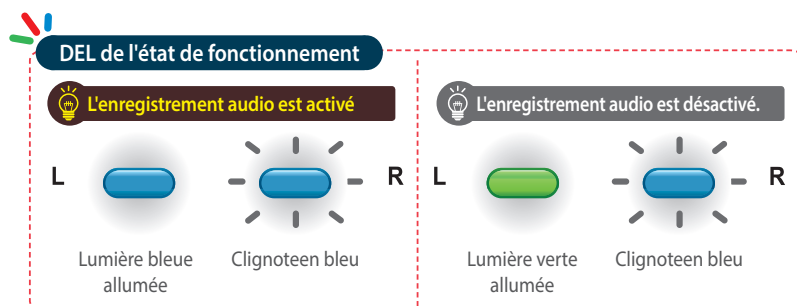 DEL de l'état de fonctionnement
L'enregistrement audio est activé
L
R
Lumière bleue
allumée
Clignoteen bleu
L'enregistrement audio est désactivé.
L
R
Lumière verte
allumée
Clignoteen bleu